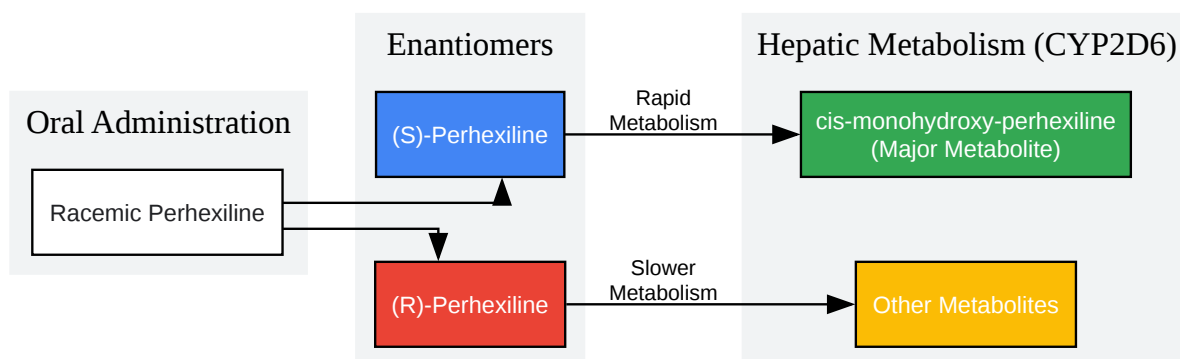 Oral Administration
Racemic Perhexiline
Enantiomers
(S)-Perhexiline
(R)-Perhexiline
Rapid
Metabolism
Slower
Metabolism
Hepatic Metabolism (CYP2D6)
cis-monohydroxy-perhexiline
(Major Metabolite)
Other Metabolites